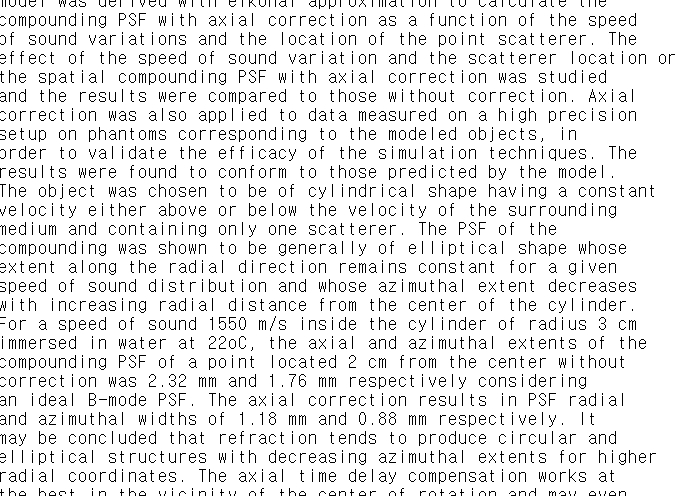 model was derived with eikonal approximation to calculate the
compounding PSF with axial correction as a function of the speed
of sound variations and the location of the point scatterer. The
effect of the speed of sound variation and the scatterer location or
the spatial compounding PSF with axial correction was studied
and the results were compared to those without correction. Axial
correction was also applied to data measured on a high precision
setup on phantoms corresponding to the modeled objects, in
order to validate the efficacy of the simulation techniques. The
results were found to conform to those predicted by the model.
The object was chosen to be of cylindrical shape having a constant
velocity either above or below the velocity of the surrounding
medium and containing only one scatterer. The PSF of the
compounding was shown to be generally of elliptical shape whose
extent along the radial direction remains constant for a given
speed of sound distribution and whose azimuthal extent decreases
with increasing radial distance from the center of the cylinder.
For a speed of sound 1550 m/s inside the cylinder of radius 3 cm
immersed in water at 22oC, the axial and azimuthal extents of the
compounding PSF of a point located 2 cm from the center without
correction was 2.32 mm and 1.76 mm respectively considering
an ideal B-mode PSF. The axial correction results in PSF radial
and azimuthal widths of 1.18 mm and 0.88 mm respectively. It
may be concluded that refraction tends to produce circular and
elliptical structures with decreasing azimuthal extents for higher
radial coordinates. The axial time delay compensation works at
the best in the vicinity of the center of rotation and may even